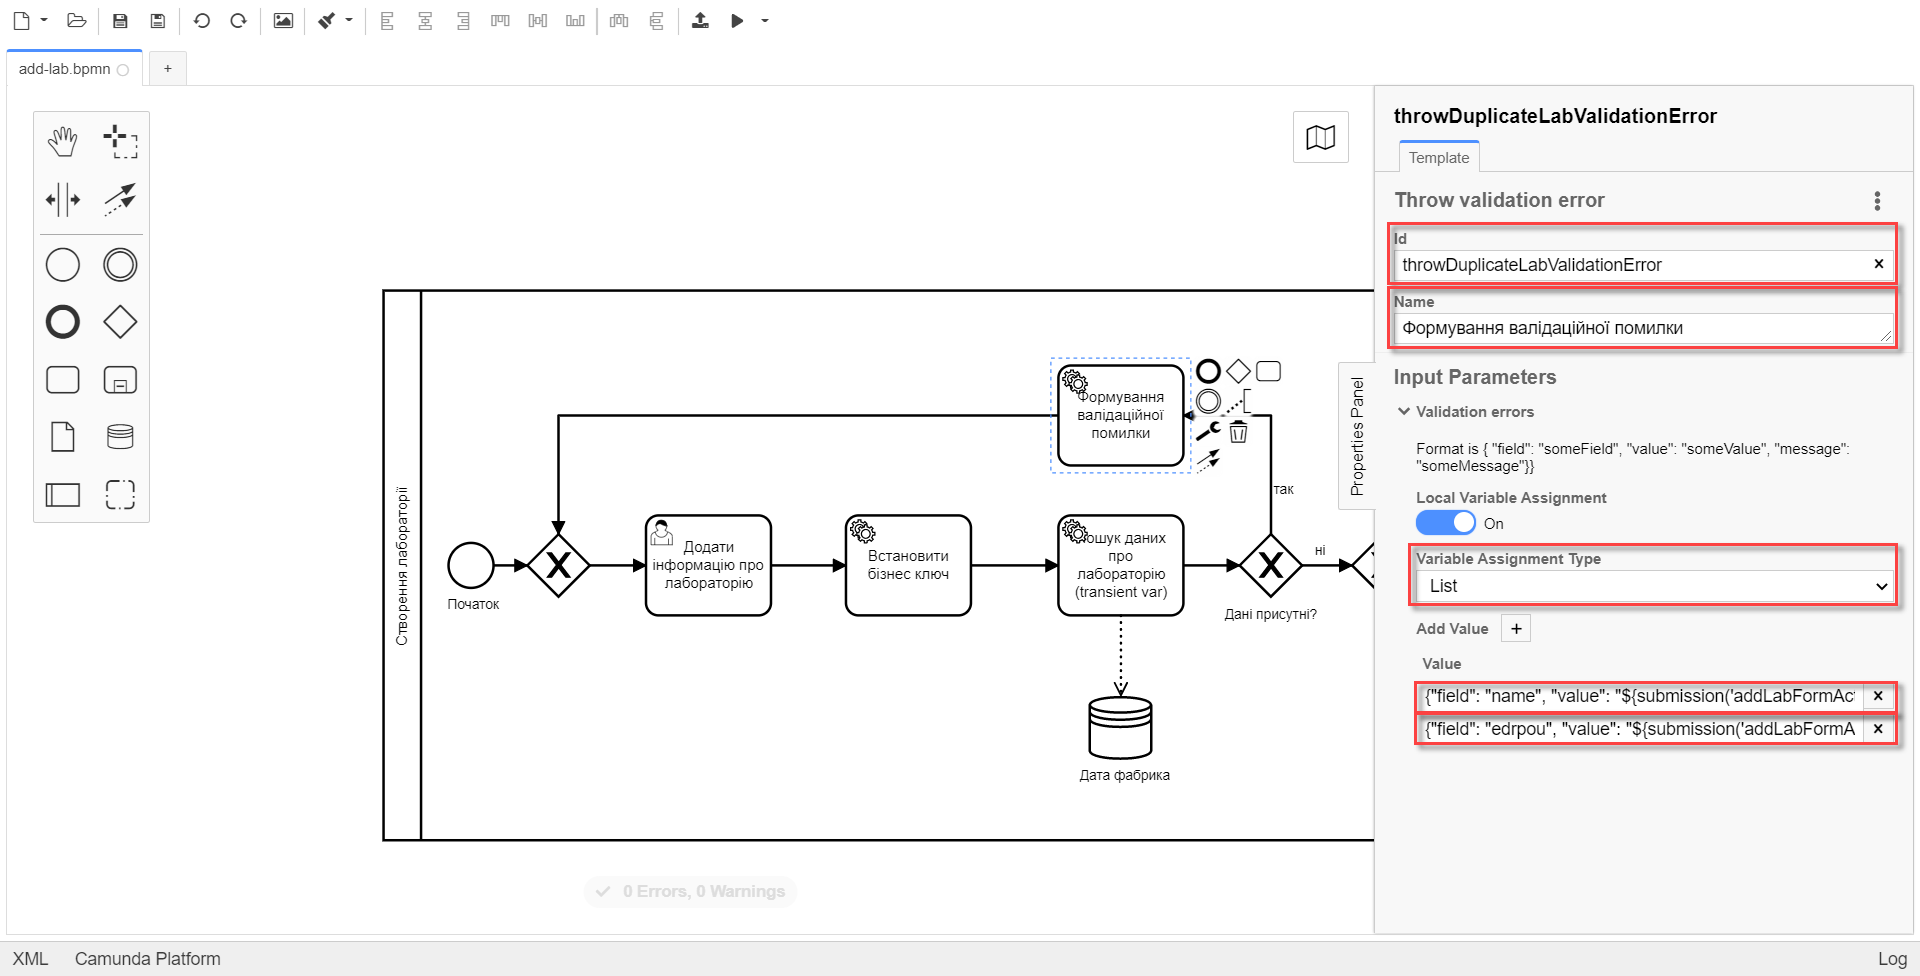 add-lab.bpmn
+
Створення лабораторії
Початок
Додати
інформацію про
лабораторію
Встановити
бізнес ключ
Формування
валідаційної
помилки
ошук даних
про
лабораторію
(transient var)
так
ні
Дані присутні?
Дата фабрика
0 Errors, 0 Warnings
Properties Panel
throwDuplicateLabValidationError
Template
Throw validation error
Id
throwDuplicateLabValidationError
Name
Формування валідаційної помилки
Input Parameters
Validation errors
Format is { "field": "someField", "value": "someValue", "message":
"someMessage"}}
Local Variable Assignment
On
Variable Assignment Type
List
Add Value +
Value
{"field": "name", "value": "${submission('addLabFormAc
{"field": "edrpou", "value": "${submission('addLabFormA
XML Camunda Platform
Log